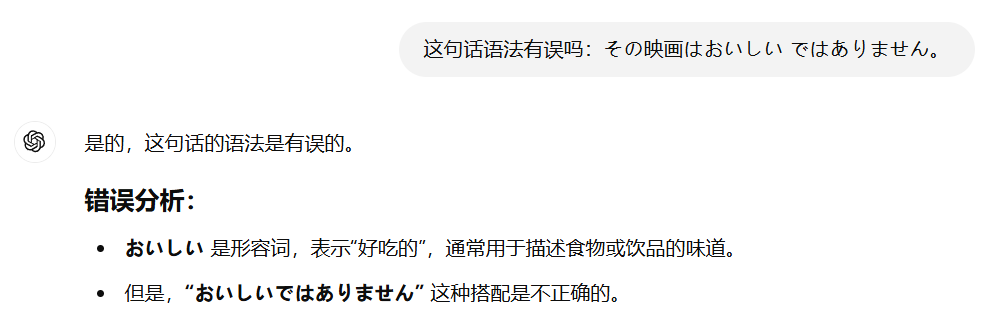 这句话语法有误吗：その映画はおいしい ではありません。
是的，这句话的语法是有误的。
错误分析：
• おいしい 是形容词，表示“好吃的”，通常用于描述食物或饮品的味道。
• 但是，“おいしいではありません” 这种搭配是不正确的。